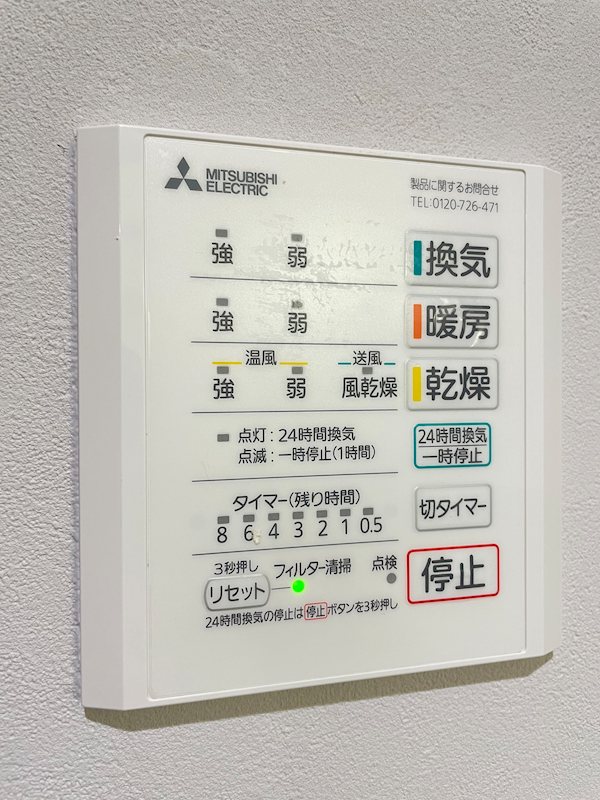 MITSUBISHI
ELECTRIC
製品に関するお問合せ
TEL:0120-726-471
強 弱 換気
強 弱 暖房
温風 送風
強 弱 風乾燥 乾燥
点灯:24時間換気
点滅:一時停止(1時間)
24時間換気
一時停止
タイマー(残り時間)
8 6 4 3 2 1 0.5
切タイマー
3秒押し
リセット フィルター清掃 点検
停止
24時間換気の停止は停止ボタンを3秒押し